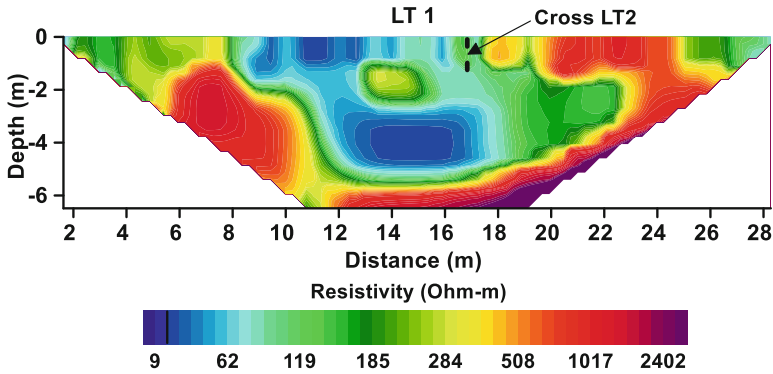 LT 1
Cross LT2
0
-2
-4
-6
Depth (m)
2 4 6 8 10 12 14 16 18 20 22 24 26 28
Distance (m)
Resistivity (Ohm-m)
9 62 119 185 284 508 1017 2402